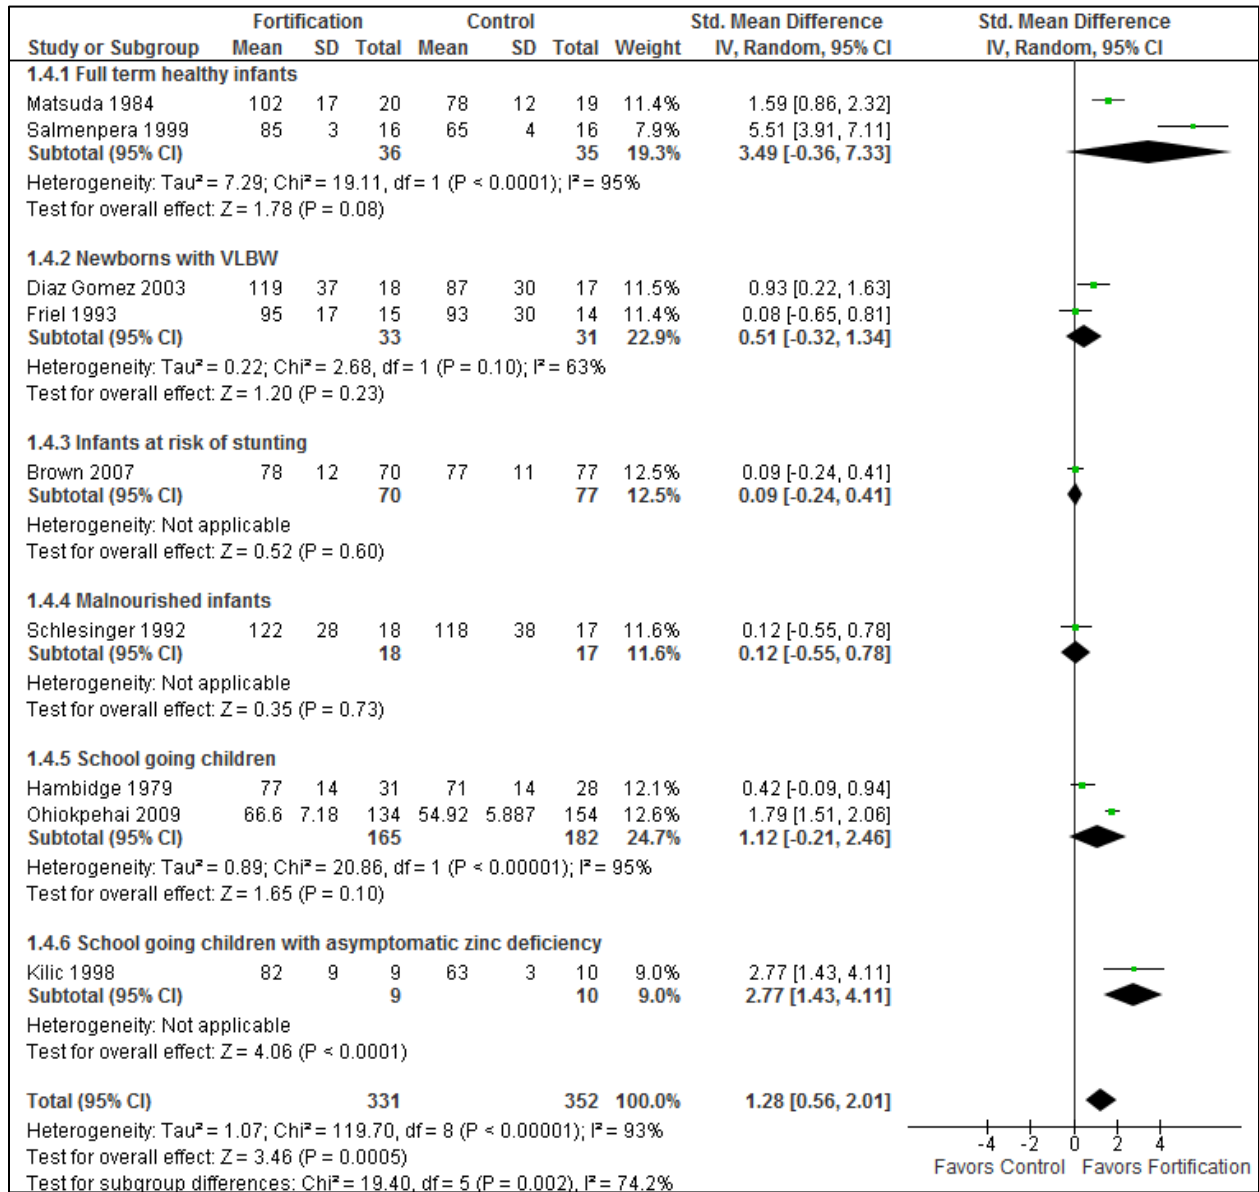 Fortification Control Std. Mean Difference Std. Mean Difference
Study or Subgroup Mean SD Total Mean SD Total Weight IV, Random, 95% CI IV, Random, 95% CI
1.4.1 Full term healthy infants
Matsuda 1984 102 17 20 78 12 19 11.4% 1.59 [0.86, 2.32]
Salmenpera 1999 85 3 16 65 4 16 7.9% 5.51 [3.91, 7.11]
Subtotal (95% CI) 36 35 19.3% 3.49 [-0.36, 7.33]
Heterogeneity: Tau² = 7.29; Chi² = 19.11, df = 1 (P < 0.0001); I² = 95%
Test for overall effect: Z = 1.78 (P = 0.08)
1.4.2 Newborns with VLBW
Diaz Gomez 2003 119 37 18 87 30 17 11.5% 0.93 [0.22, 1.63]
Friel 1993 95 17 15 93 30 14 11.4% 0.08 [-0.65, 0.81]
Subtotal (95% CI) 33 31 22.9% 0.51 [-0.32, 1.34]
Heterogeneity: Tau² = 0.22; Chi² = 2.68, df = 1 (P = 0.10); I² = 63%
Test for overall effect: Z = 1.20 (P = 0.23)
1.4.3 Infants at risk of stunting
Brown 2007 78 12 70 77 11 77 12.5% 0.09 [-0.24, 0.41]
Subtotal (95% CI) 70 77 12.5% 0.09 [-0.24, 0.41]
Heterogeneity: Not applicable
Test for overall effect: Z = 0.52 (P = 0.60)
1.4.4 Malnourished infants
Schlesinger 1992 122 28 18 118 38 17 11.6% 0.12 [-0.55, 0.78]
Subtotal (95% CI) 18 17 11.6% 0.12 [-0.55, 0.78]
Heterogeneity: Not applicable
Test for overall effect: Z = 0.35 (P = 0.73)
1.4.5 School going children
Hambidge 1979 77 14 31 71 14 28 12.1% 0.42 [-0.09, 0.94]
Ohiokpehai 2009 66.6 7.18 134 54.92 5.887 154 12.6% 1.79 [1.51, 2.06]
Subtotal (95% CI) 165 182 24.7% 1.12 [-0.21, 2.46]
Heterogeneity: Tau² = 0.89; Chi² = 20.86, df = 1 (P < 0.00001); I² = 95%
Test for overall effect: Z = 1.65 (P = 0.10)
1.4.6 School going children with asymptomatic zinc deficiency
Kilic 1998 82 9 9 63 3 10 9.0% 2.77 [1.43, 4.11]
Subtotal (95% CI) 9 10 9.0% 2.77 [1.43, 4.11]
Heterogeneity: Not applicable
Test for overall effect: Z = 4.06 (P < 0.0001)
Total (95% CI) 331 352 100.0% 1.28 [0.56, 2.01]
Heterogeneity: Tau² = 1.07; Chi² = 119.70, df = 8 (P < 0.00001); I² = 93%
Test for overall effect: Z = 3.46 (P = 0.0005)
Test for subgroup differences: Chi² = 19.40, df = 5 (P = 0.002), I² = 74.2%
-4 -2 0 2 4
Favors Control Favors Fortification